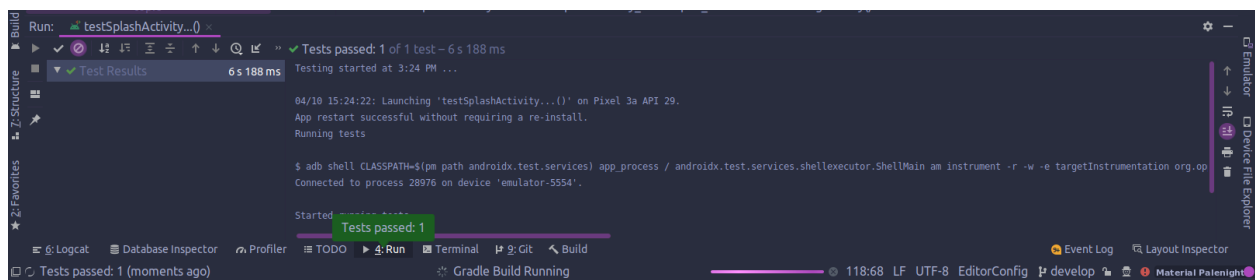 Build
Run: testSplashActivity...() ×
Tests passed: 1 of 1 test – 6 s 188 ms
Test Results 6 s 188 ms
Testing started at 3:24 PM ...
04/10 15:24:22: Launching 'testSplashActivity...()' on Pixel 3a API 29.
App restart successful without requiring a re-install.
Running tests
$ adb shell CLASSPATH=$(pm path androidx.test.services) app_process / androidx.test.services.shellexecutor.ShellMain am instrument -r -w -e targetInstrumentation org.op
Connected to process 28976 on device 'emulator-5554'.
Started running tests
Tests passed: 1
7: Structure
2: Favorites
Emulator
Device File Explorer
6: Logcat Database Inspector Profiler TODO 4: Run Terminal 9: Git Build Event Log Layout Inspector
Tests passed: 1 (moments ago) Gradle Build Running 118:68 LF UTF-8 EditorConfig develop Material Palenight